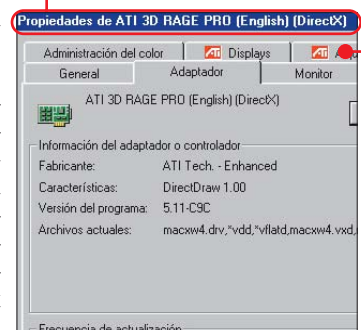 Propiedades de ATI 3D RAGE PRO (English) (DirectX)
Administración del color ATI Displays ATI
General Adaptador Monitor
ATI 3D RAGE PRO (English) (DirectX)
Información del adaptador o controlador
Fabricante: ATI Tech. - Enhanced
Características: DirectDraw 1.00
Versión del programa: 5.11-C9C
Archivos actuales: macxw4.drv,*vdd,*vflatd,macxw4.vxd,
Frecuencia de actualización